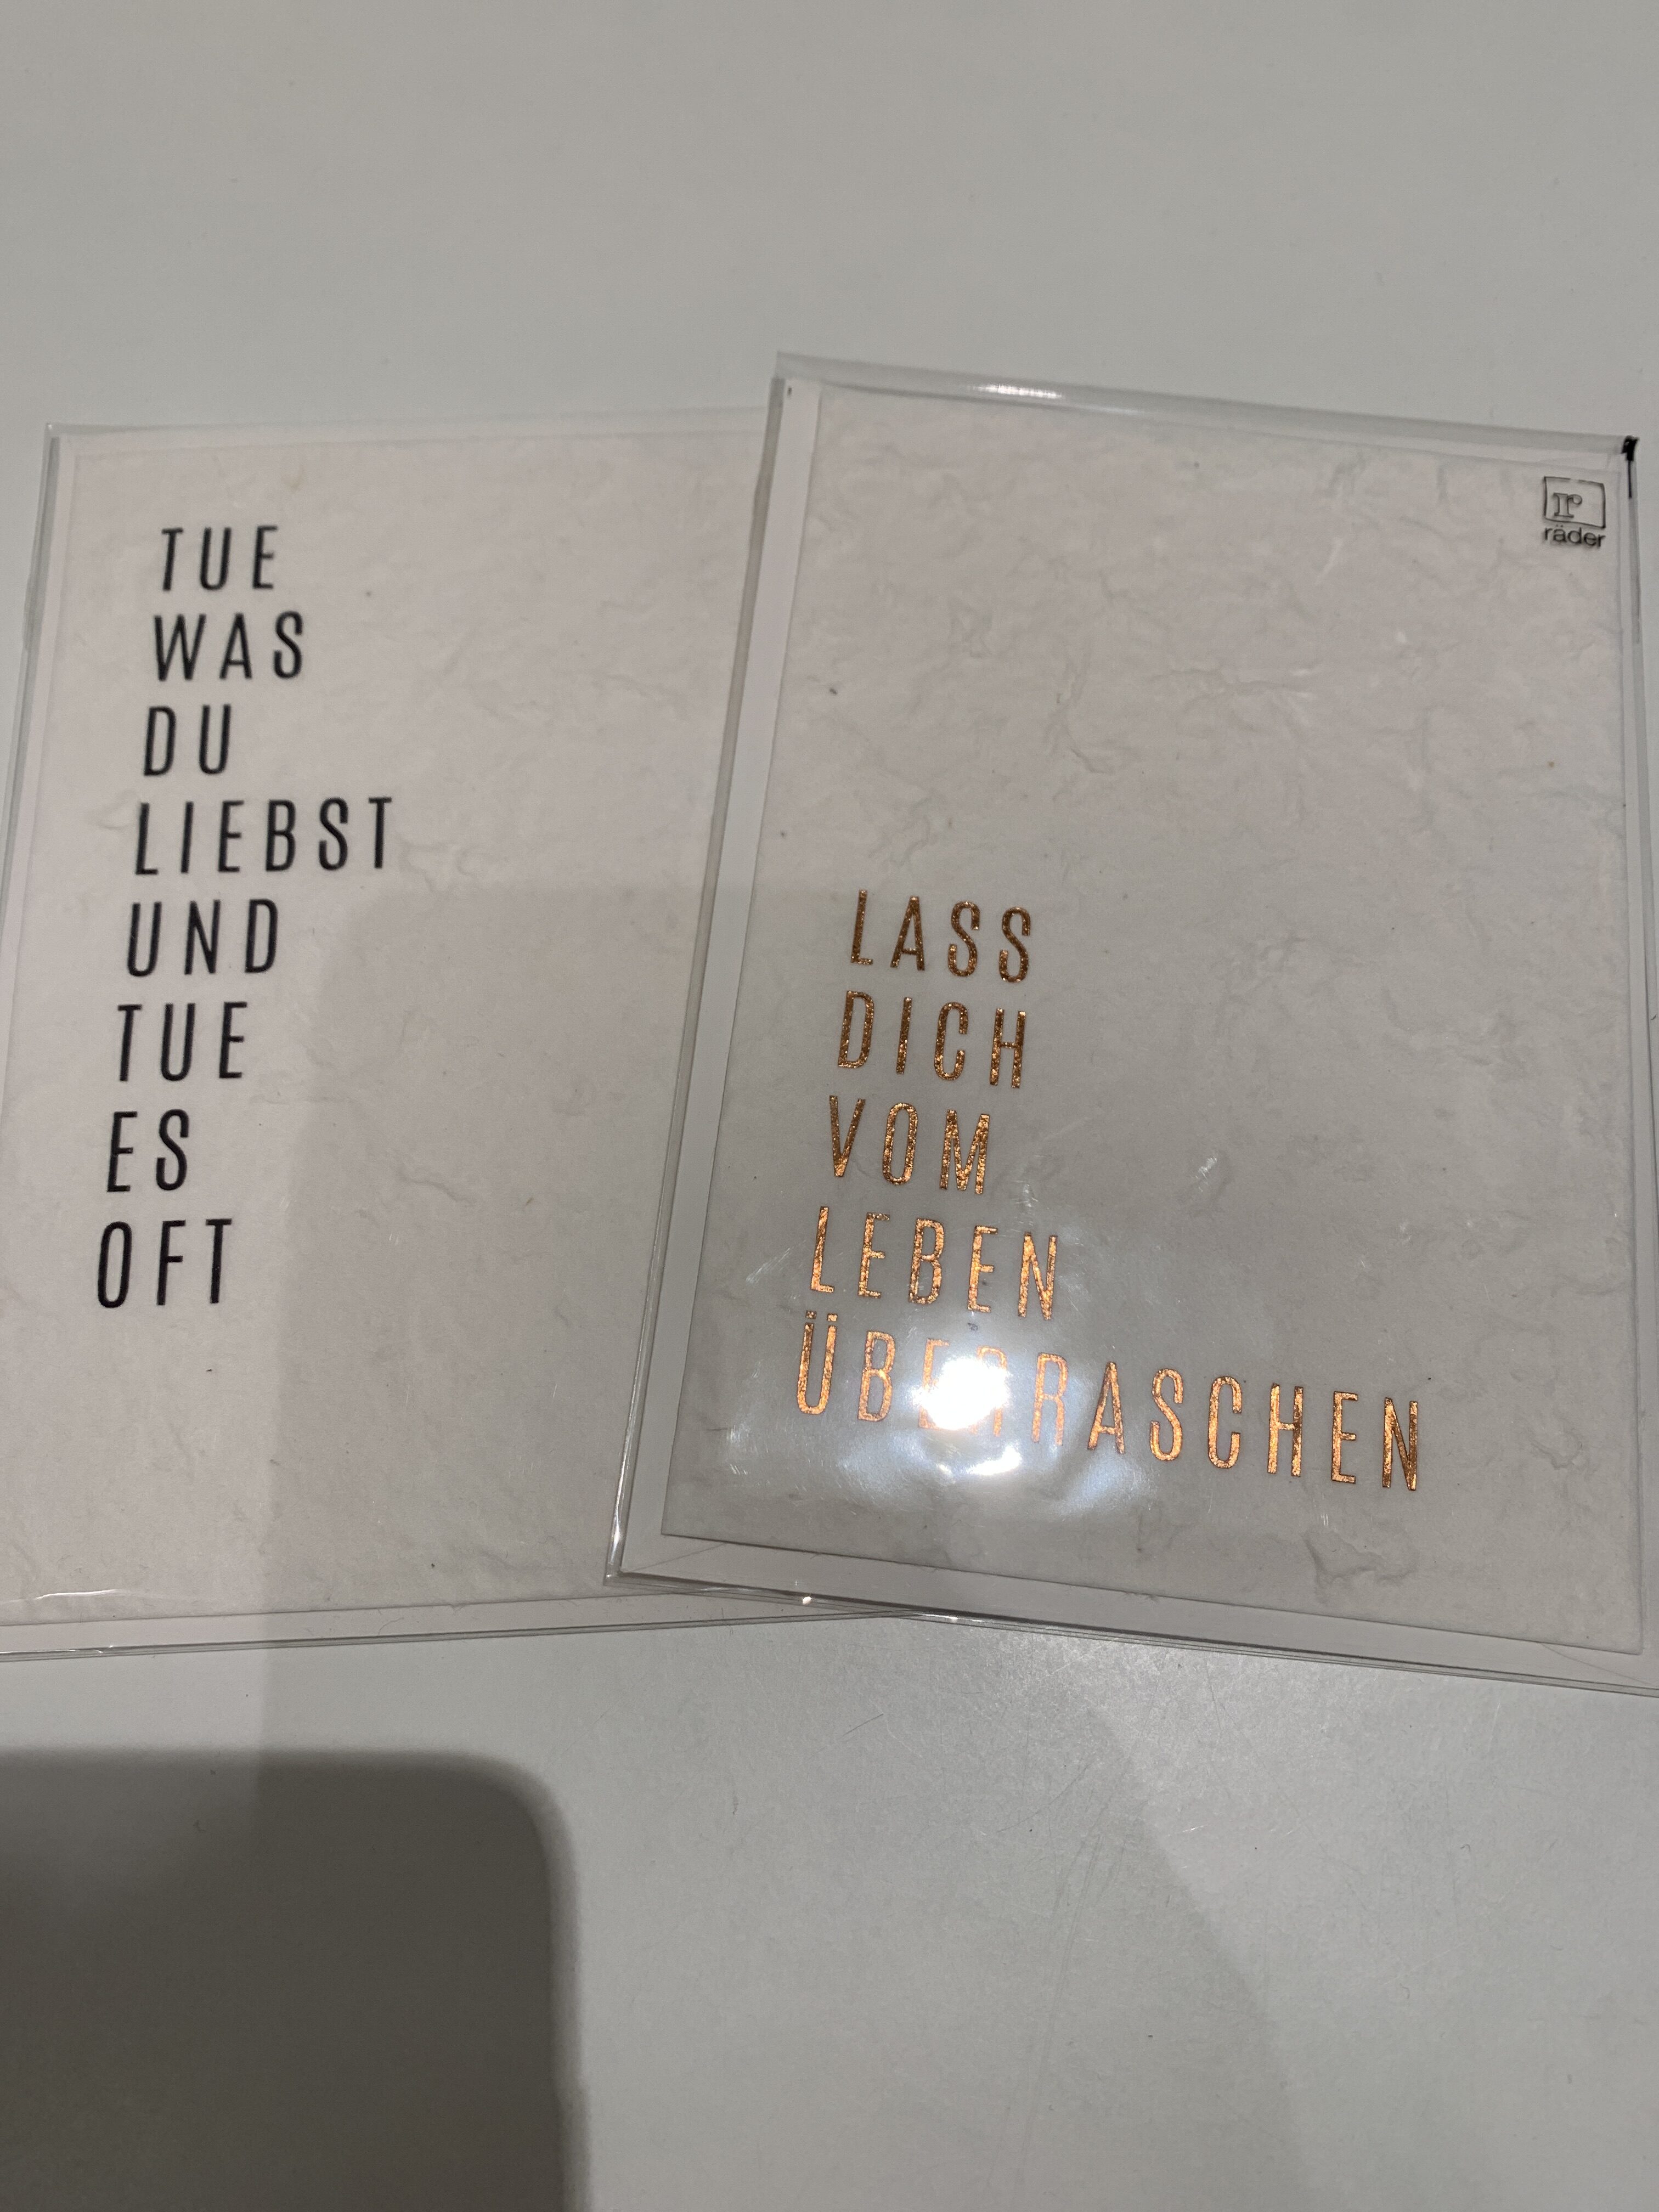 TUE
WAS
DU
LIEBST
UND
TUE
ES
OFT
r
räder
LASS
DICH
VOM
LEBEN
ÜBERRASCHEN